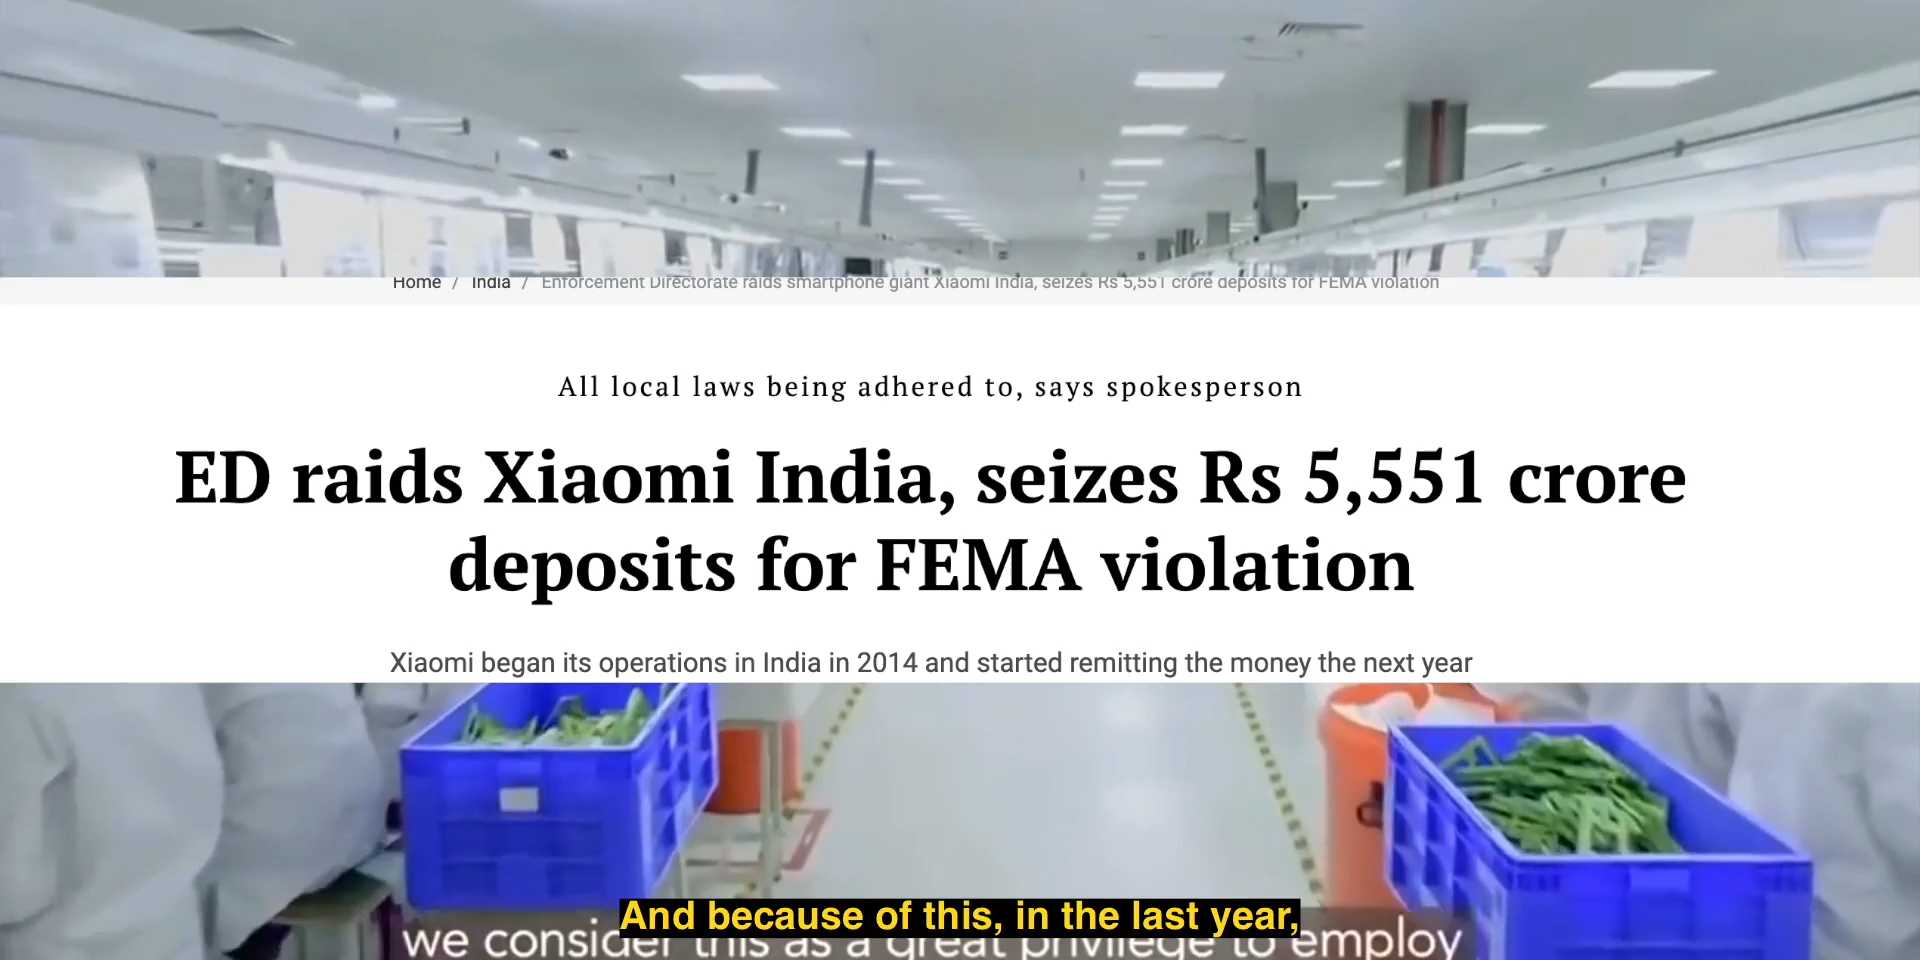 Home / India / Enforcement Directorate raids smartphone giant Xiaomi India, seizes Rs 5,551 crore deposits for FEMA violation
All local laws being adhered to, says spokesperson
ED raids Xiaomi India, seizes Rs 5,551 crore
deposits for FEMA violation
Xiaomi began its operations in India in 2014 and started remitting the money the next year
And because of this, in the last year,
we consider this as a great privilege to employ